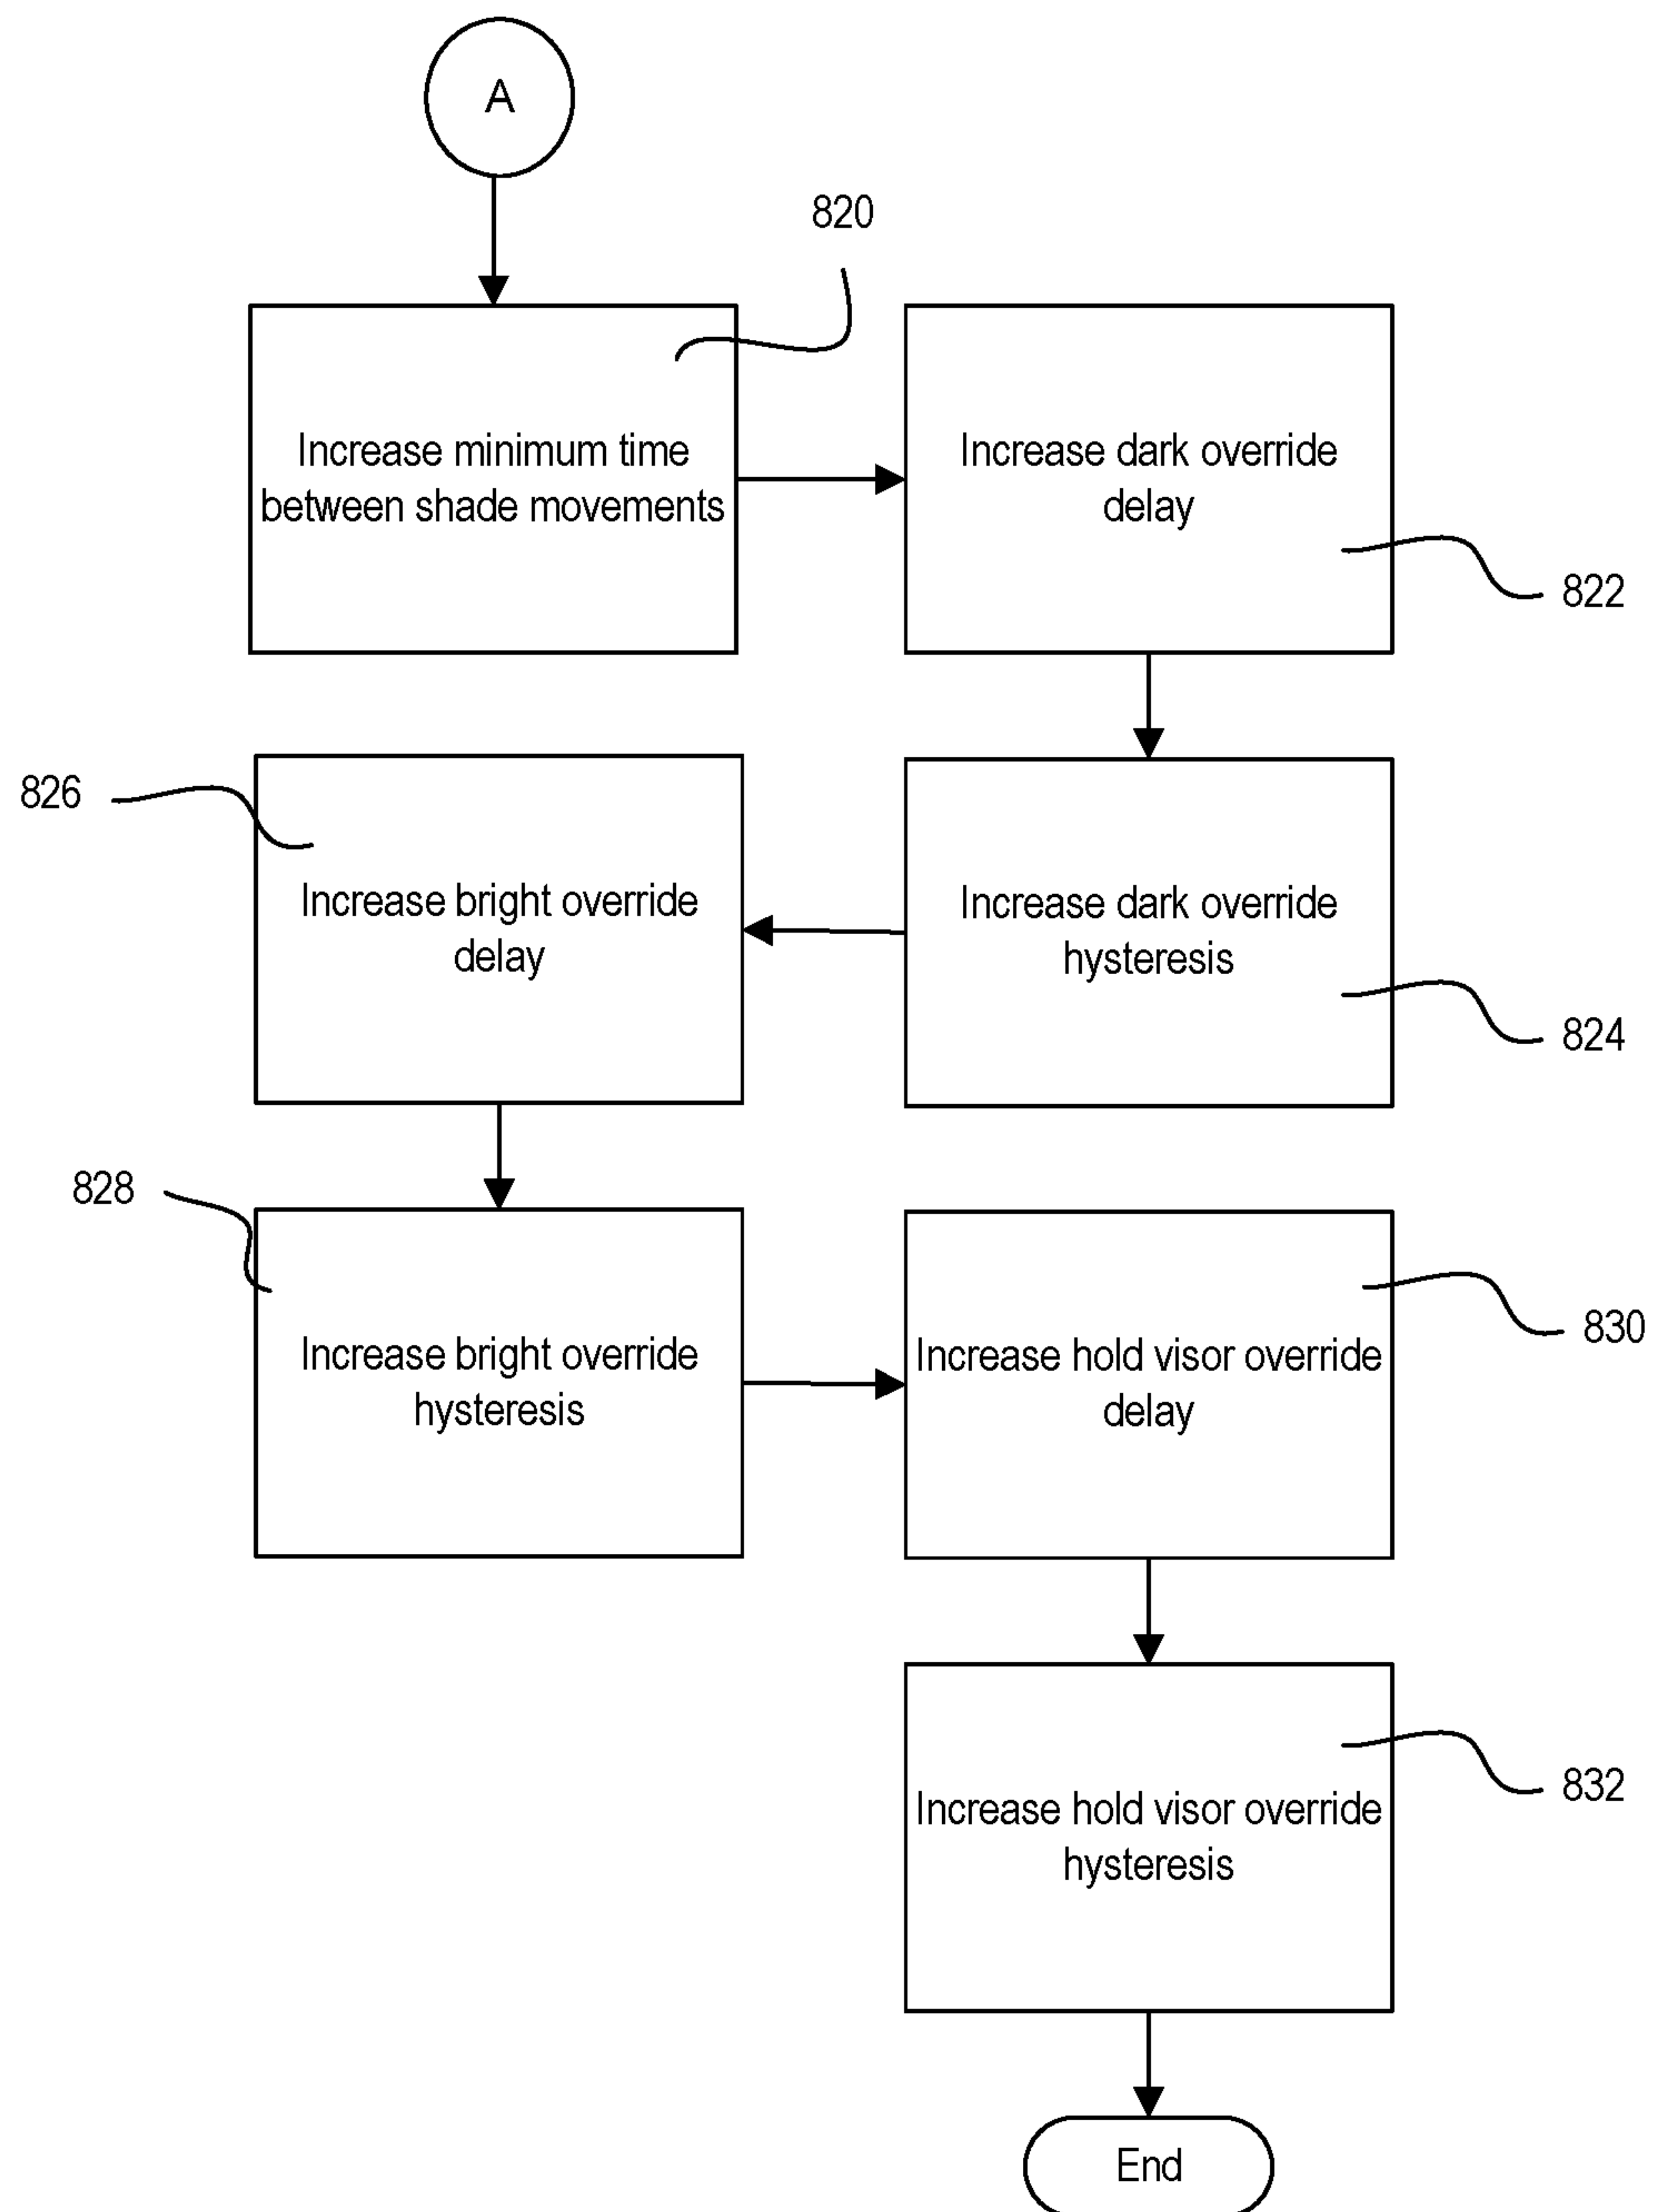 A
820
Increase minimum time
between shade movements
Increase dark override
delay
822
826
Increase bright override
delay
Increase dark override
hysteresis
824
828
Increase bright override
hysteresis
830
Increase hold visor override
delay
832
Increase hold visor override
hysteresis
End